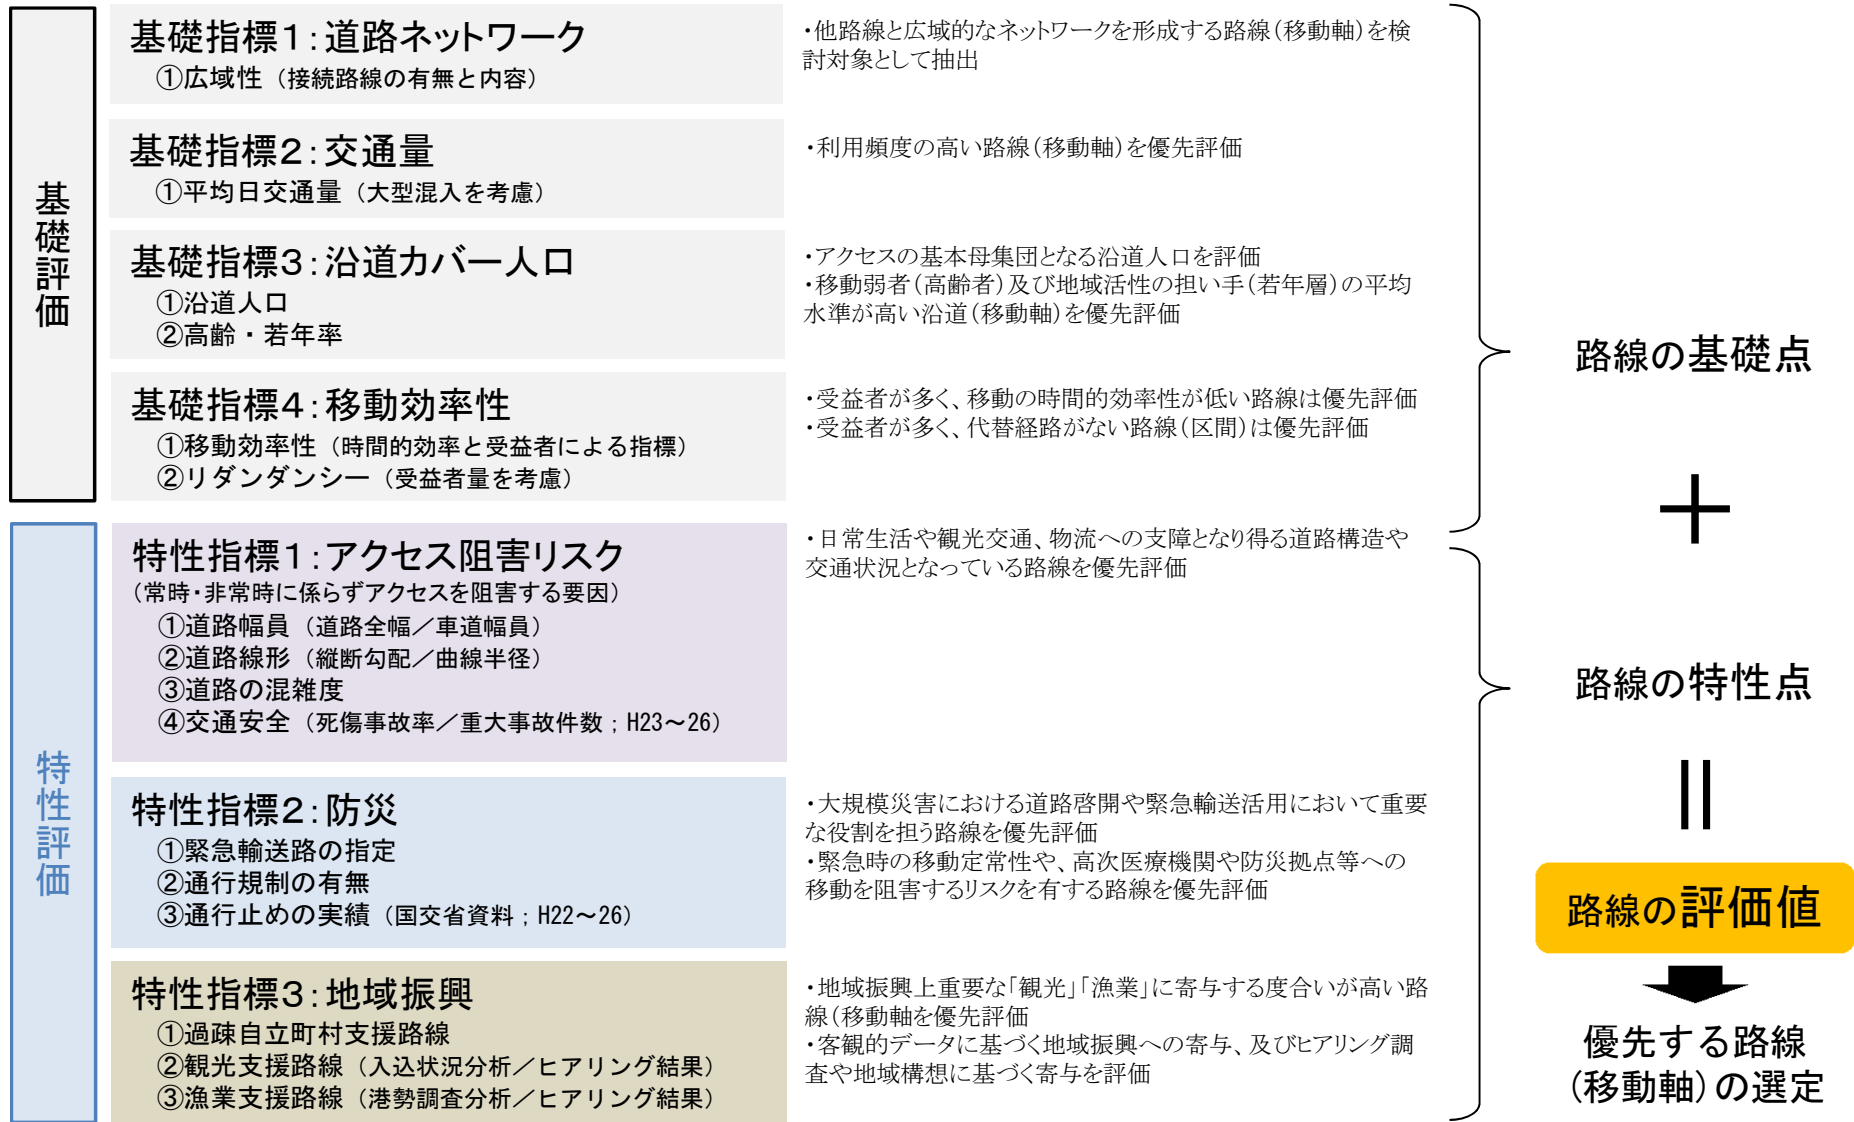 基礎評価
基礎指標１：道路ネットワーク
①広域性（接続路線の有無と内容）
・他路線と広域的なネットワークを形成する路線（移動軸）を検
討対象として抽出
基礎指標２：交通量
①平均日交通量（大型混入を考慮）
・利用頻度の高い路線（移動軸）を優先評価
基礎指標３：沿道カバー人口
①沿道人口
②高齢・若年率
・アクセスの基本母集団となる沿道人口を評価
・移動弱者（高齢者）及び地域活性の担い手（若年層）の平均
水準が高い沿道（移動軸）を優先評価
基礎指標４：移動効率性
①移動効率性（時間的効率と受益者による指標）
②リダンダンシー（受益者量を考慮）
・受益者が多く、移動の時間的効率性が低い路線は優先評価
・受益者が多く、代替経路がない路線（区間）は優先評価
特性評価
特性指標１：アクセス阻害リスク
（常時・非常時に係らずアクセスを阻害する要因）
①道路幅員（道路全幅／車道幅員）
②道路線形（縦断勾配／曲線半径）
③道路の混雑度
④交通安全（死傷事故率／重大事故件数；H23～26）
・日常生活や観光交通、物流への支障となり得る道路構造や
交通状況となっている路線を優先評価
特性指標２：防災
①緊急輸送路の指定
②通行規制の有無
③通行止めの実績（国交省資料；H22～26）
・大規模災害における道路啓開や緊急輸送活用において重要
な役割を担う路線を優先評価
・緊急時の移動定常性や、高次医療機関や防災拠点等への
移動を阻害するリスクを有する路線を優先評価
特性指標３：地域振興
①過疎自立町村支援路線
②観光支援路線（入込状況分析／ヒアリング結果）
③漁業支援路線（港勢調査分析／ヒアリング結果）
・地域振興上重要な「観光」「漁業」に寄与する度合いが高い路
線（移動軸を優先評価
・客観的データに基づく地域振興への寄与、及びヒアリング調
査や地域構想に基づく寄与を評価
路線の基礎点
＋
路線の特性点
＝
路線の評価値
優先する路線
（移動軸）の選定